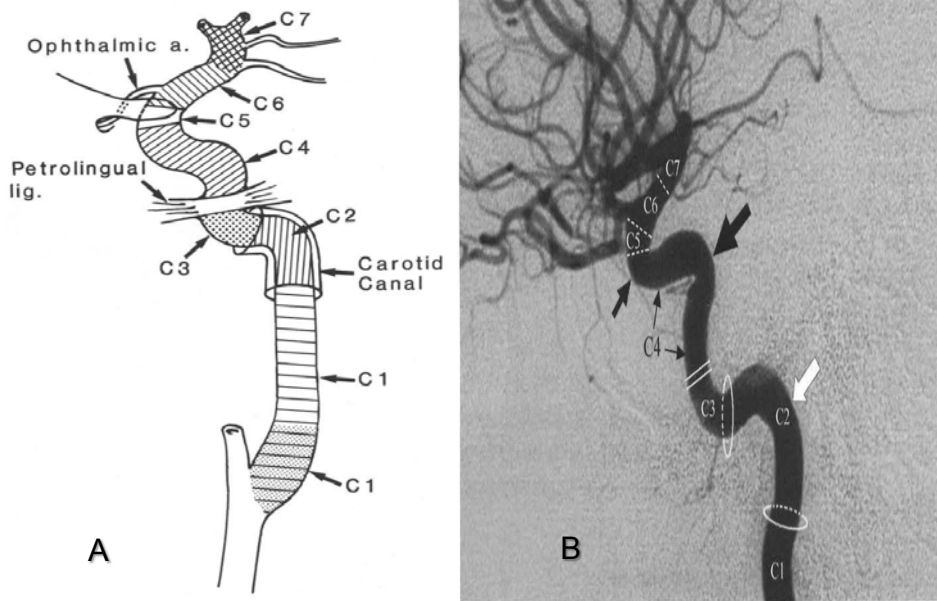 C7
Ophthalmic a.
C6
C5
C4
Petrolingual
lig.
C2
C3
Carotid
Canal
C1
C1
A
C7
C6
C5
C4
C3
C2
C1
B